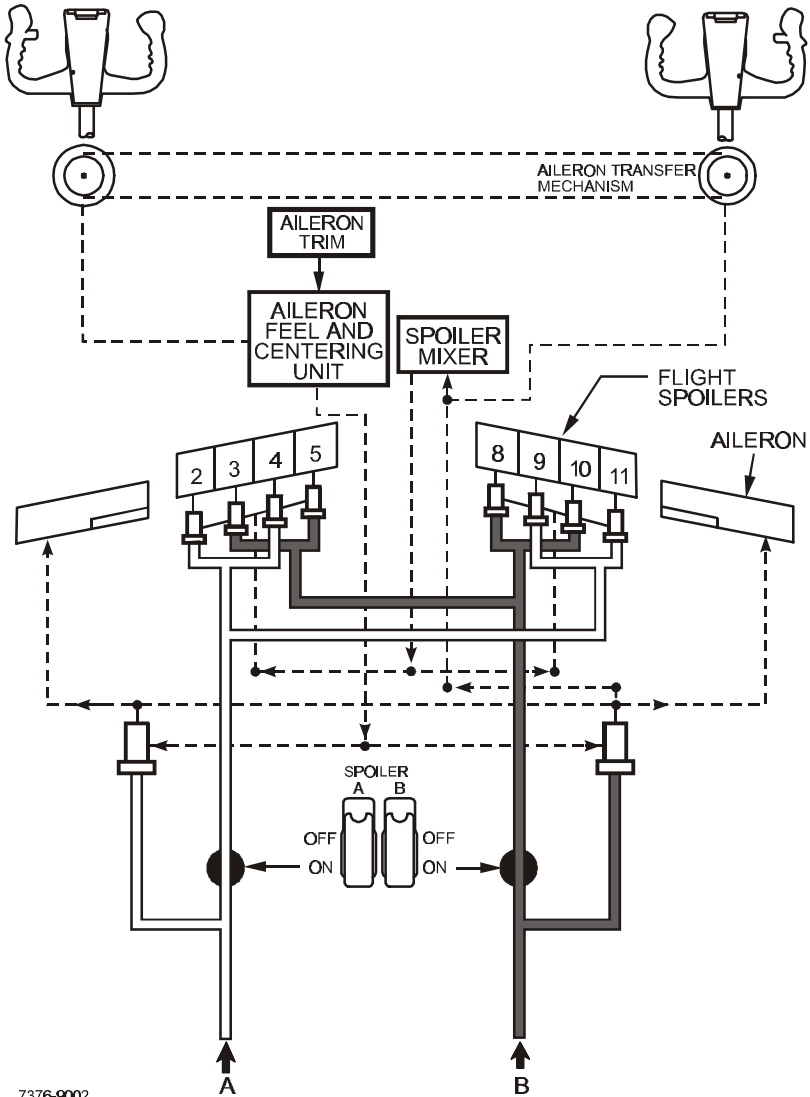 AILERON TRANSFER
MECHANISM
AILERON
TRIM
AILERON
FEEL AND
CENTERING
UNIT
SPOILER
MIXER
FLIGHT
SPOILERS
AILERON
2
3
4
5
8
9
10
11
SPOILER
A B
OFF OFF
ON ON
A
B
7376-9002